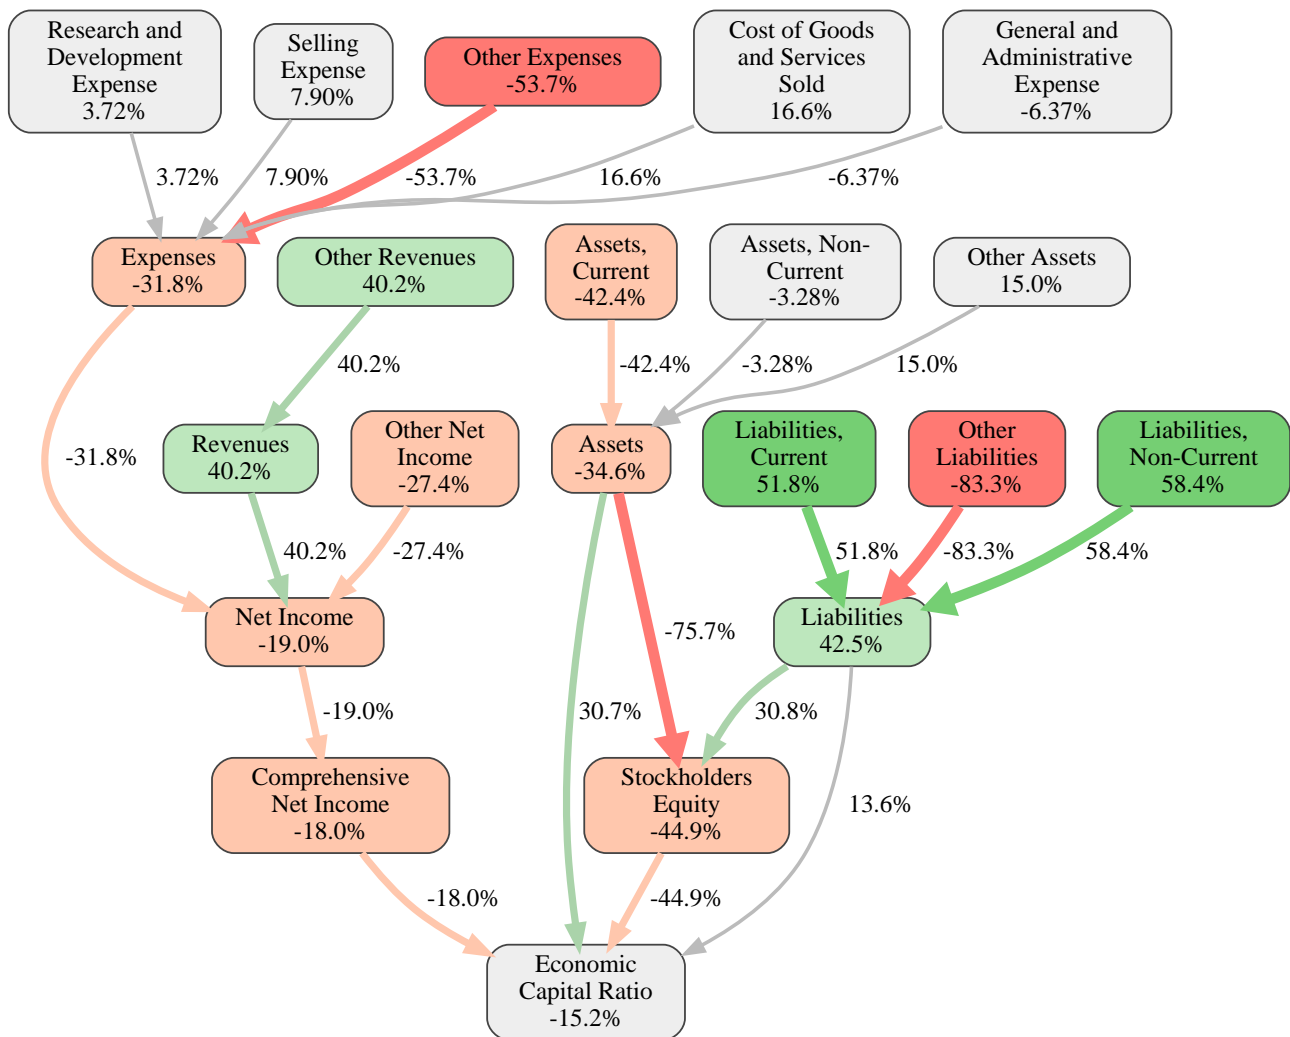 Research and
Development
Expense
3.72%
Selling
Expense
7.90%
Other Expenses
-53.7%
Cost of Goods
and Services
Sold
16.6%
General and
Administrative
Expense
-6.37%
3.72%
7.90%
-53.7%
16.6%
-6.37%
Expenses
-31.8%
Other Revenues
40.2%
Assets,
Current
-42.4%
Assets, Non-
Current
-3.28%
Other Assets
15.0%
40.2%
-42.4%
-3.28%
15.0%
-31.8%
Revenues
40.2%
Other Net
Income
-27.4%
Assets
-34.6%
Liabilities,
Current
51.8%
Other
Liabilities
-83.3%
Liabilities,
Non-Current
58.4%
40.2%
-27.4%
51.8%
-83.3%
58.4%
Net Income
-19.0%
Liabilities
42.5%
-75.7%
-19.0%
30.7%
30.8%
13.6%
Comprehensive
Net Income
-18.0%
Stockholders
Equity
-44.9%
-18.0%
-44.9%
Economic
Capital Ratio
-15.2%